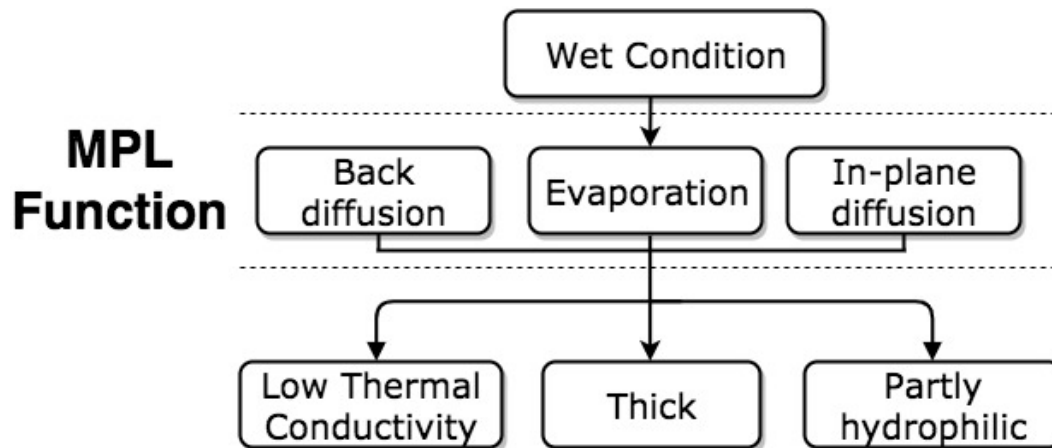 Wet Condition
MPL
Function
Back
diffusion
Evaporation
In-plane
diffusion
Low Thermal
Conductivity
Thick
Partly
hydrophilic